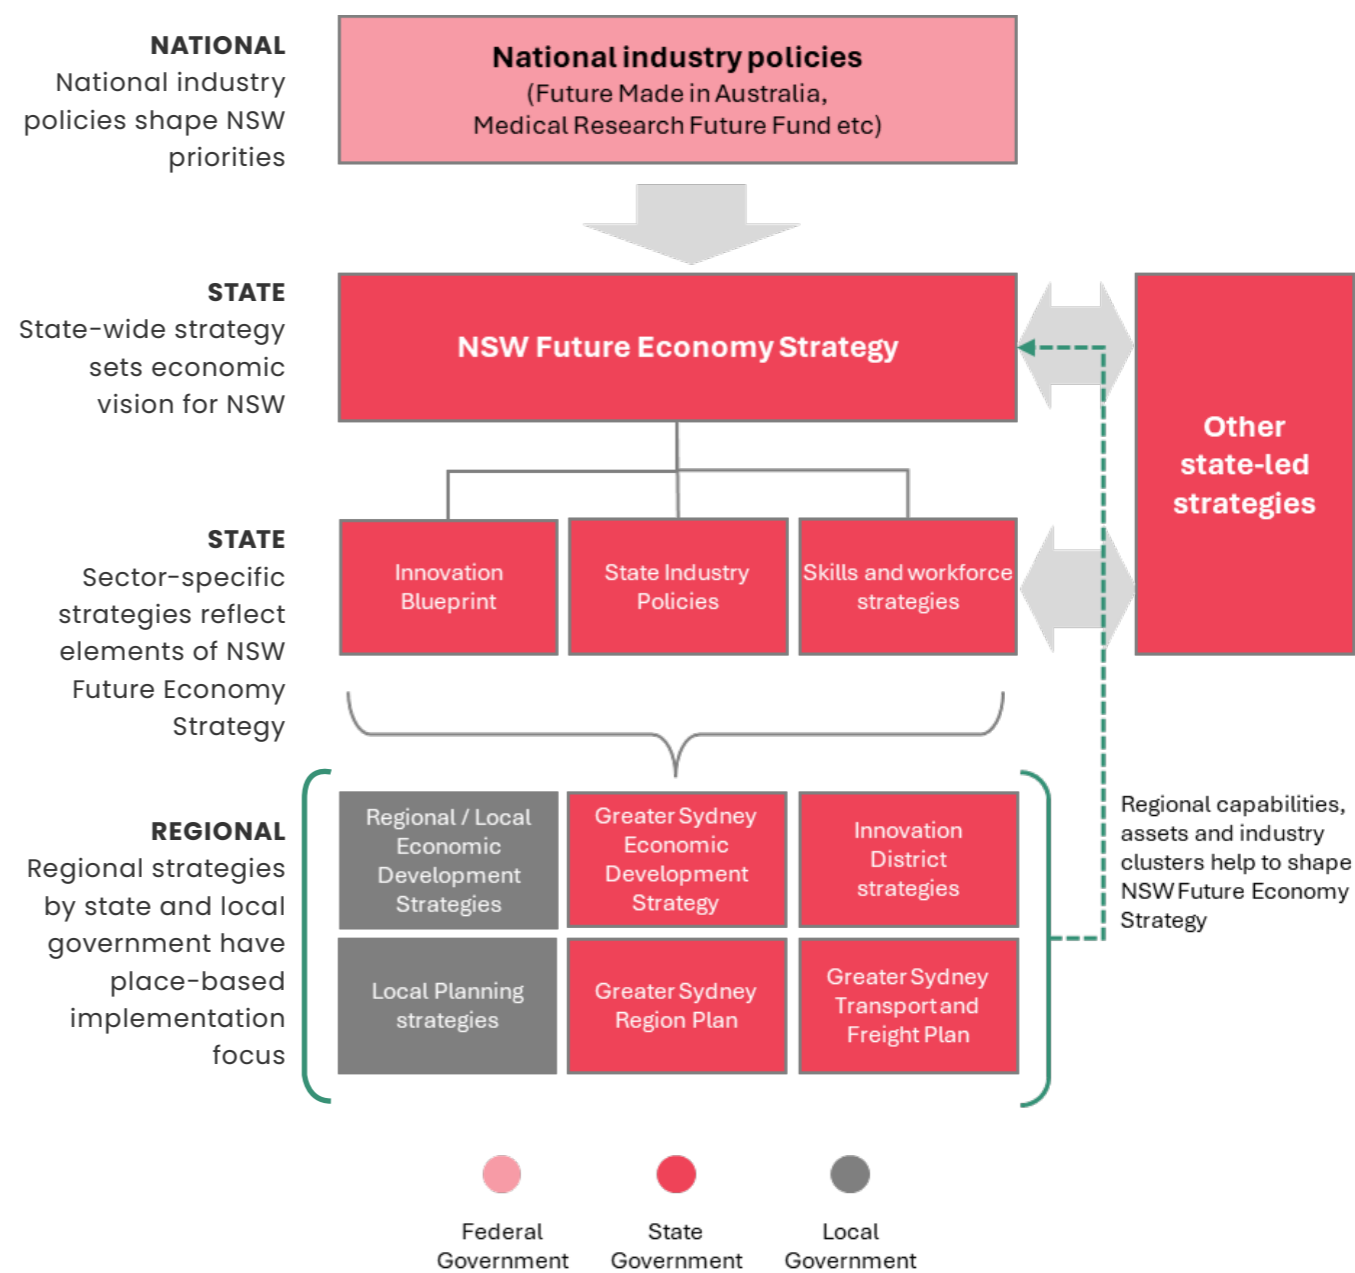 NATIONAL
National industry
policies shape NSW
priorities
National industry policies
(Future Made in Australia,
Medical Research Future Fund etc)
STATE
State-wide strategy
sets economic
vision for NSW
NSW Future Economy Strategy
Other
state-led
strategies
STATE
Sector-specific
strategies reflect
elements of NSW
Future Economy
Strategy
Innovation
Blueprint
State Industry
Policies
Skills and workforce
strategies
REGIONAL
Regional strategies
by state and local
government have
place-based
implementation
focus
Regional / Local
Economic
Development
Strategies
Greater Sydney
Economic
Development
Strategy
Innovation
District
strategies
Local Planning
strategies
Greater Sydney
Region Plan
Greater Sydney
Transport and
Freight Plan
Regional capabilities,
assets and industry
clusters help to shape
NSW Future Economy
Strategy
Federal
Government
State
Government
Local
Government